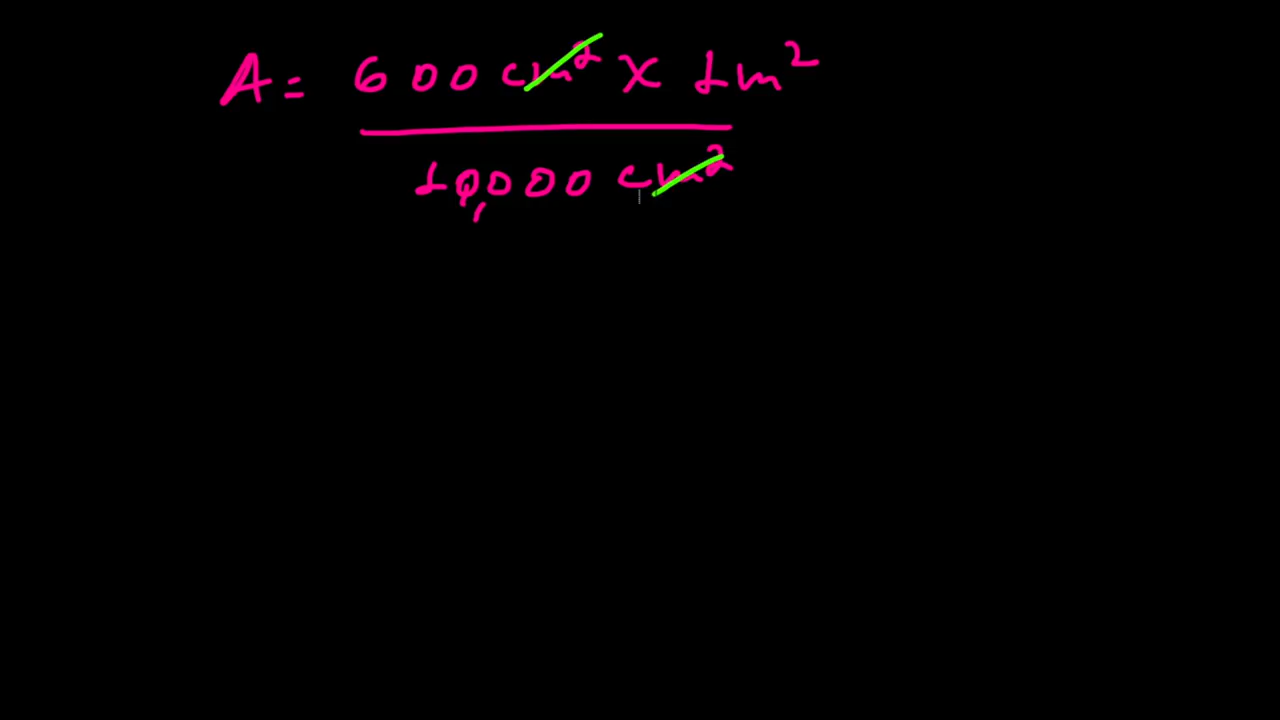 A = 600 cm² x 1m²
10,000 cm²